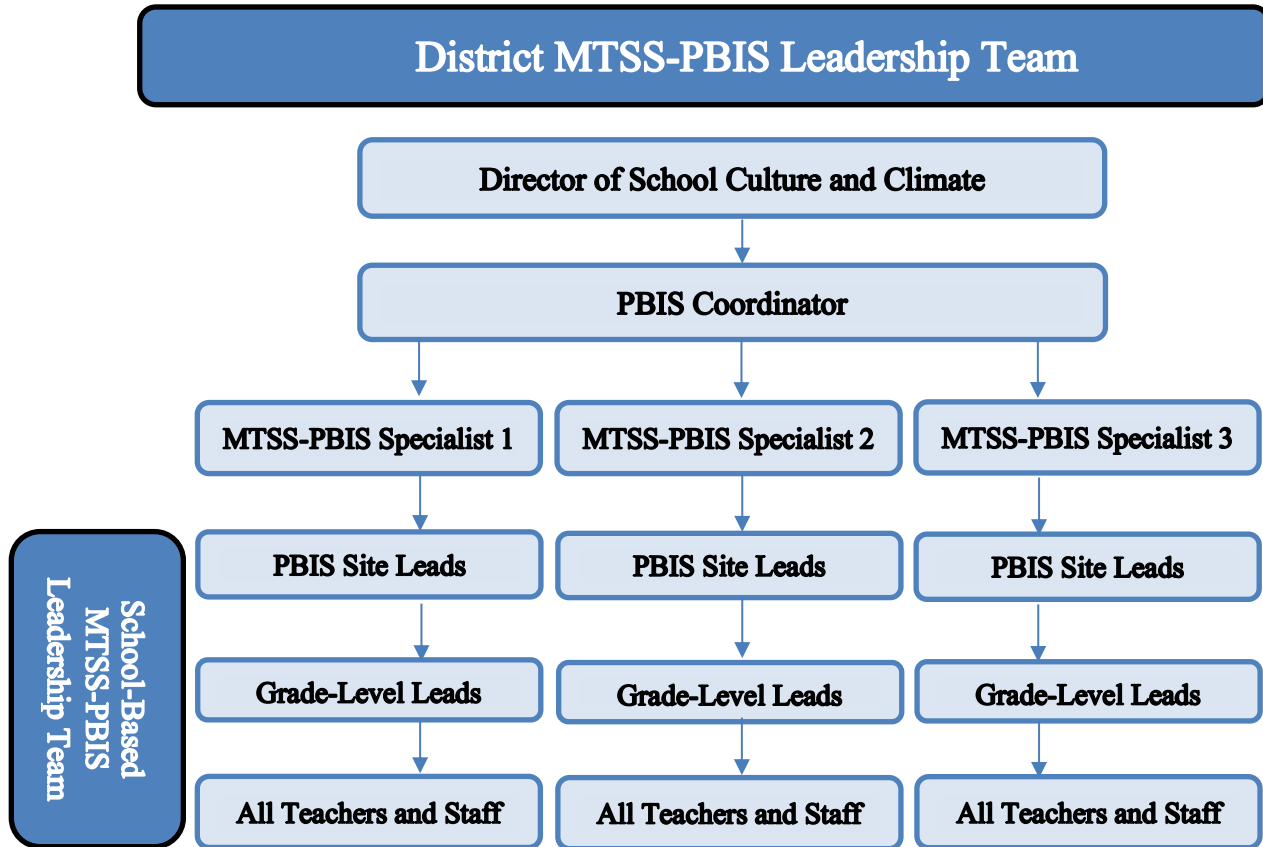 District MTSS-PBIS Leadership Team
Director of School Culture and Climate
PBIS Coordinator
MTSS-PBIS Specialist 1
MTSS-PBIS Specialist 2
MTSS-PBIS Specialist 3
School-Based
MTSS-PBIS
Leadership Team
PBIS Site Leads
PBIS Site Leads
PBIS Site Leads
Grade-Level Leads
Grade-Level Leads
Grade-Level Leads
All Teachers and Staff
All Teachers and Staff
All Teachers and Staff